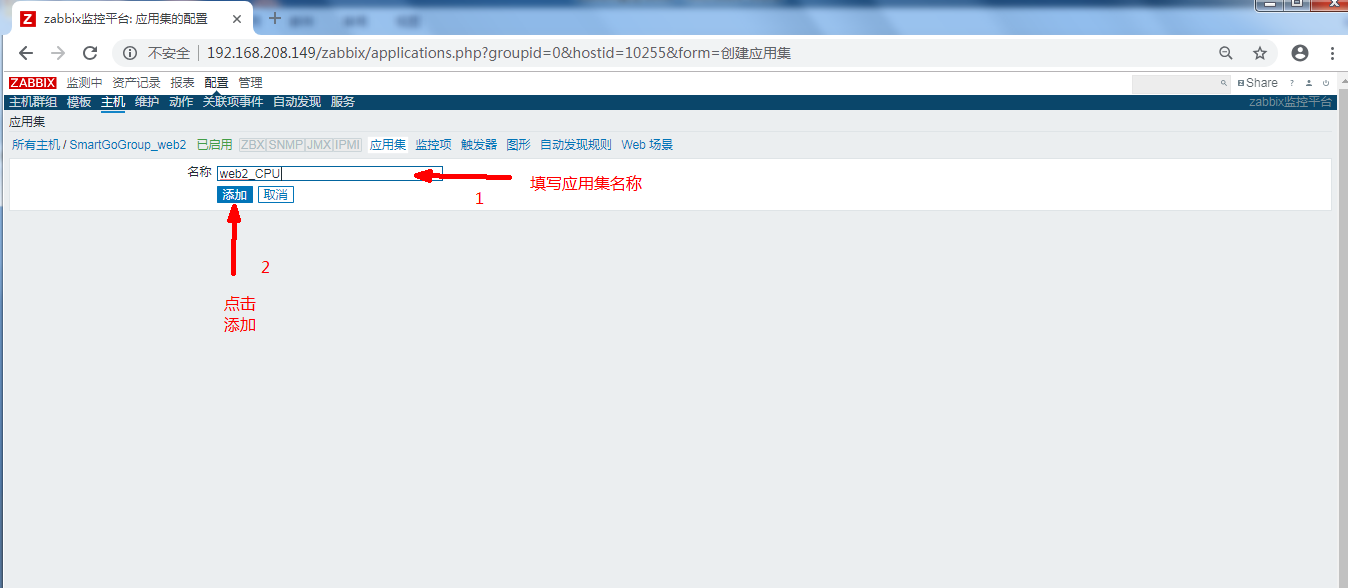 zabbix监控平台: 应用集的配置
不安全 192.168.208.149/zabbix/applications.php?groupid=0&hostid=10255&form=创建应用集
ZABBIX 监测中 资产记录 报表 配置 管理 Share ?
主机群组 模板 主机 维护 动作 关联项事件 自动发现 服务 zabbix监控平台
应用集
所有主机 / SmartGoGroup_web2 已启用 ZBX|SNMP|JMX|IPMI 应用集 监控项 触发器 图形 自动发现规则 Web 场景
名称 web2_CPU
填写应用集名称
添加 取消
1
2
点击
添加